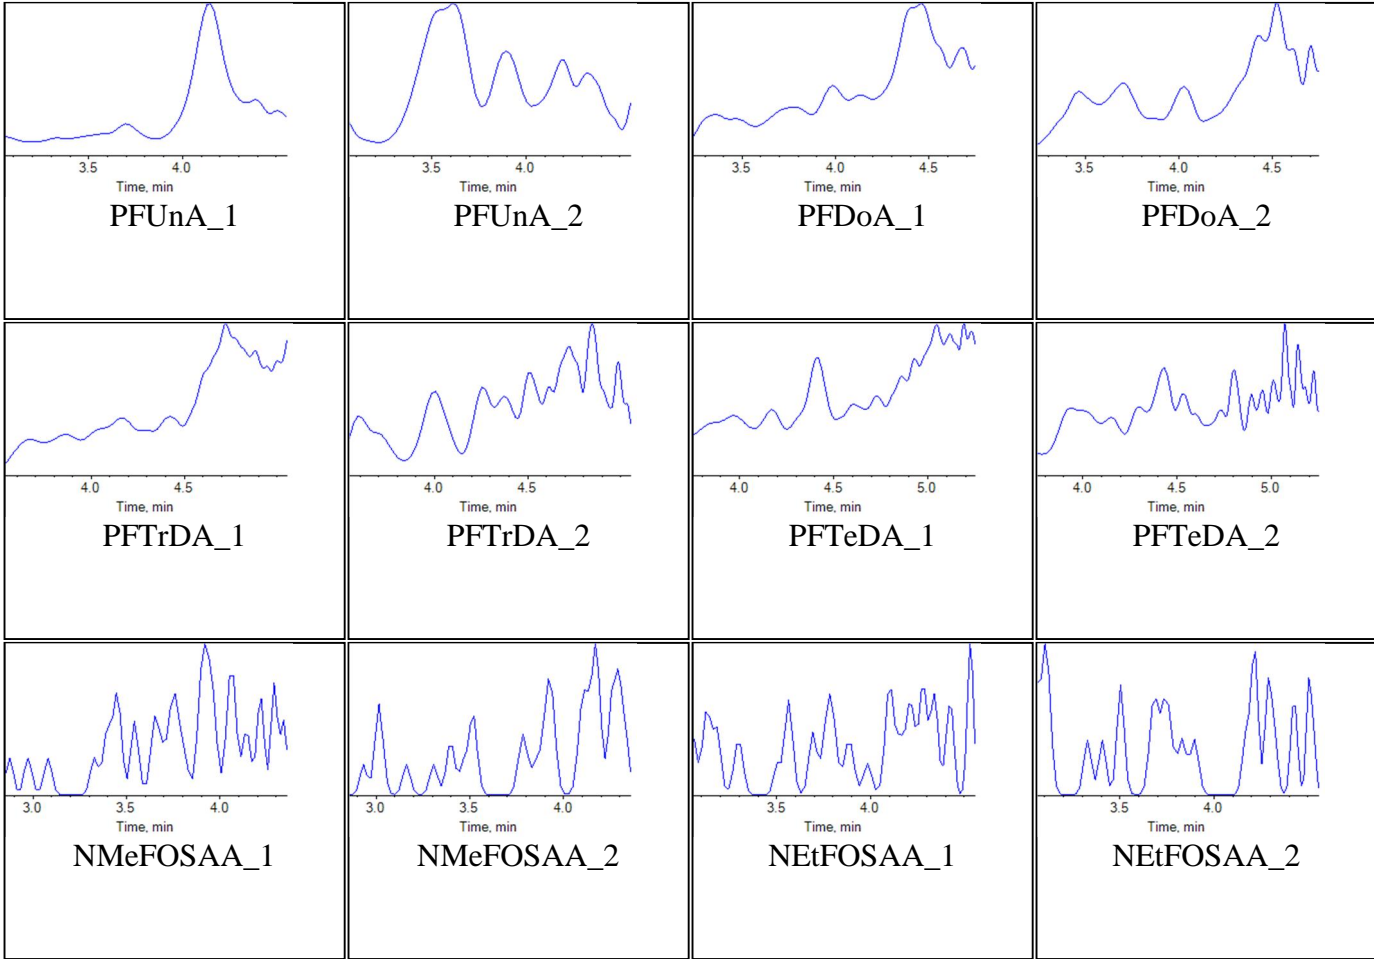 3.5 4.0
Time, min
PFUnA_1
3.5 4.0
Time, min
PFUnA_2
3.5 4.0 4.5
Time, min
PFDoA_1
3.5 4.0 4.5
Time, min
PFDoA_2
4.0 4.5
Time, min
PFTrDA_1
4.0 4.5
Time, min
PFTrDA_2
4.0 4.5 5.0
Time, min
PFTeDA_1
4.0 4.5 5.0
Time, min
PFTeDA_2
3.0 3.5 4.0
Time, min
NMeFOSAA_1
3.0 3.5 4.0
Time, min
NMeFOSAA_2
3.5 4.0
Time, min
NEtFOSAA_1
3.5 4.0
Time, min
NEtFOSAA_2